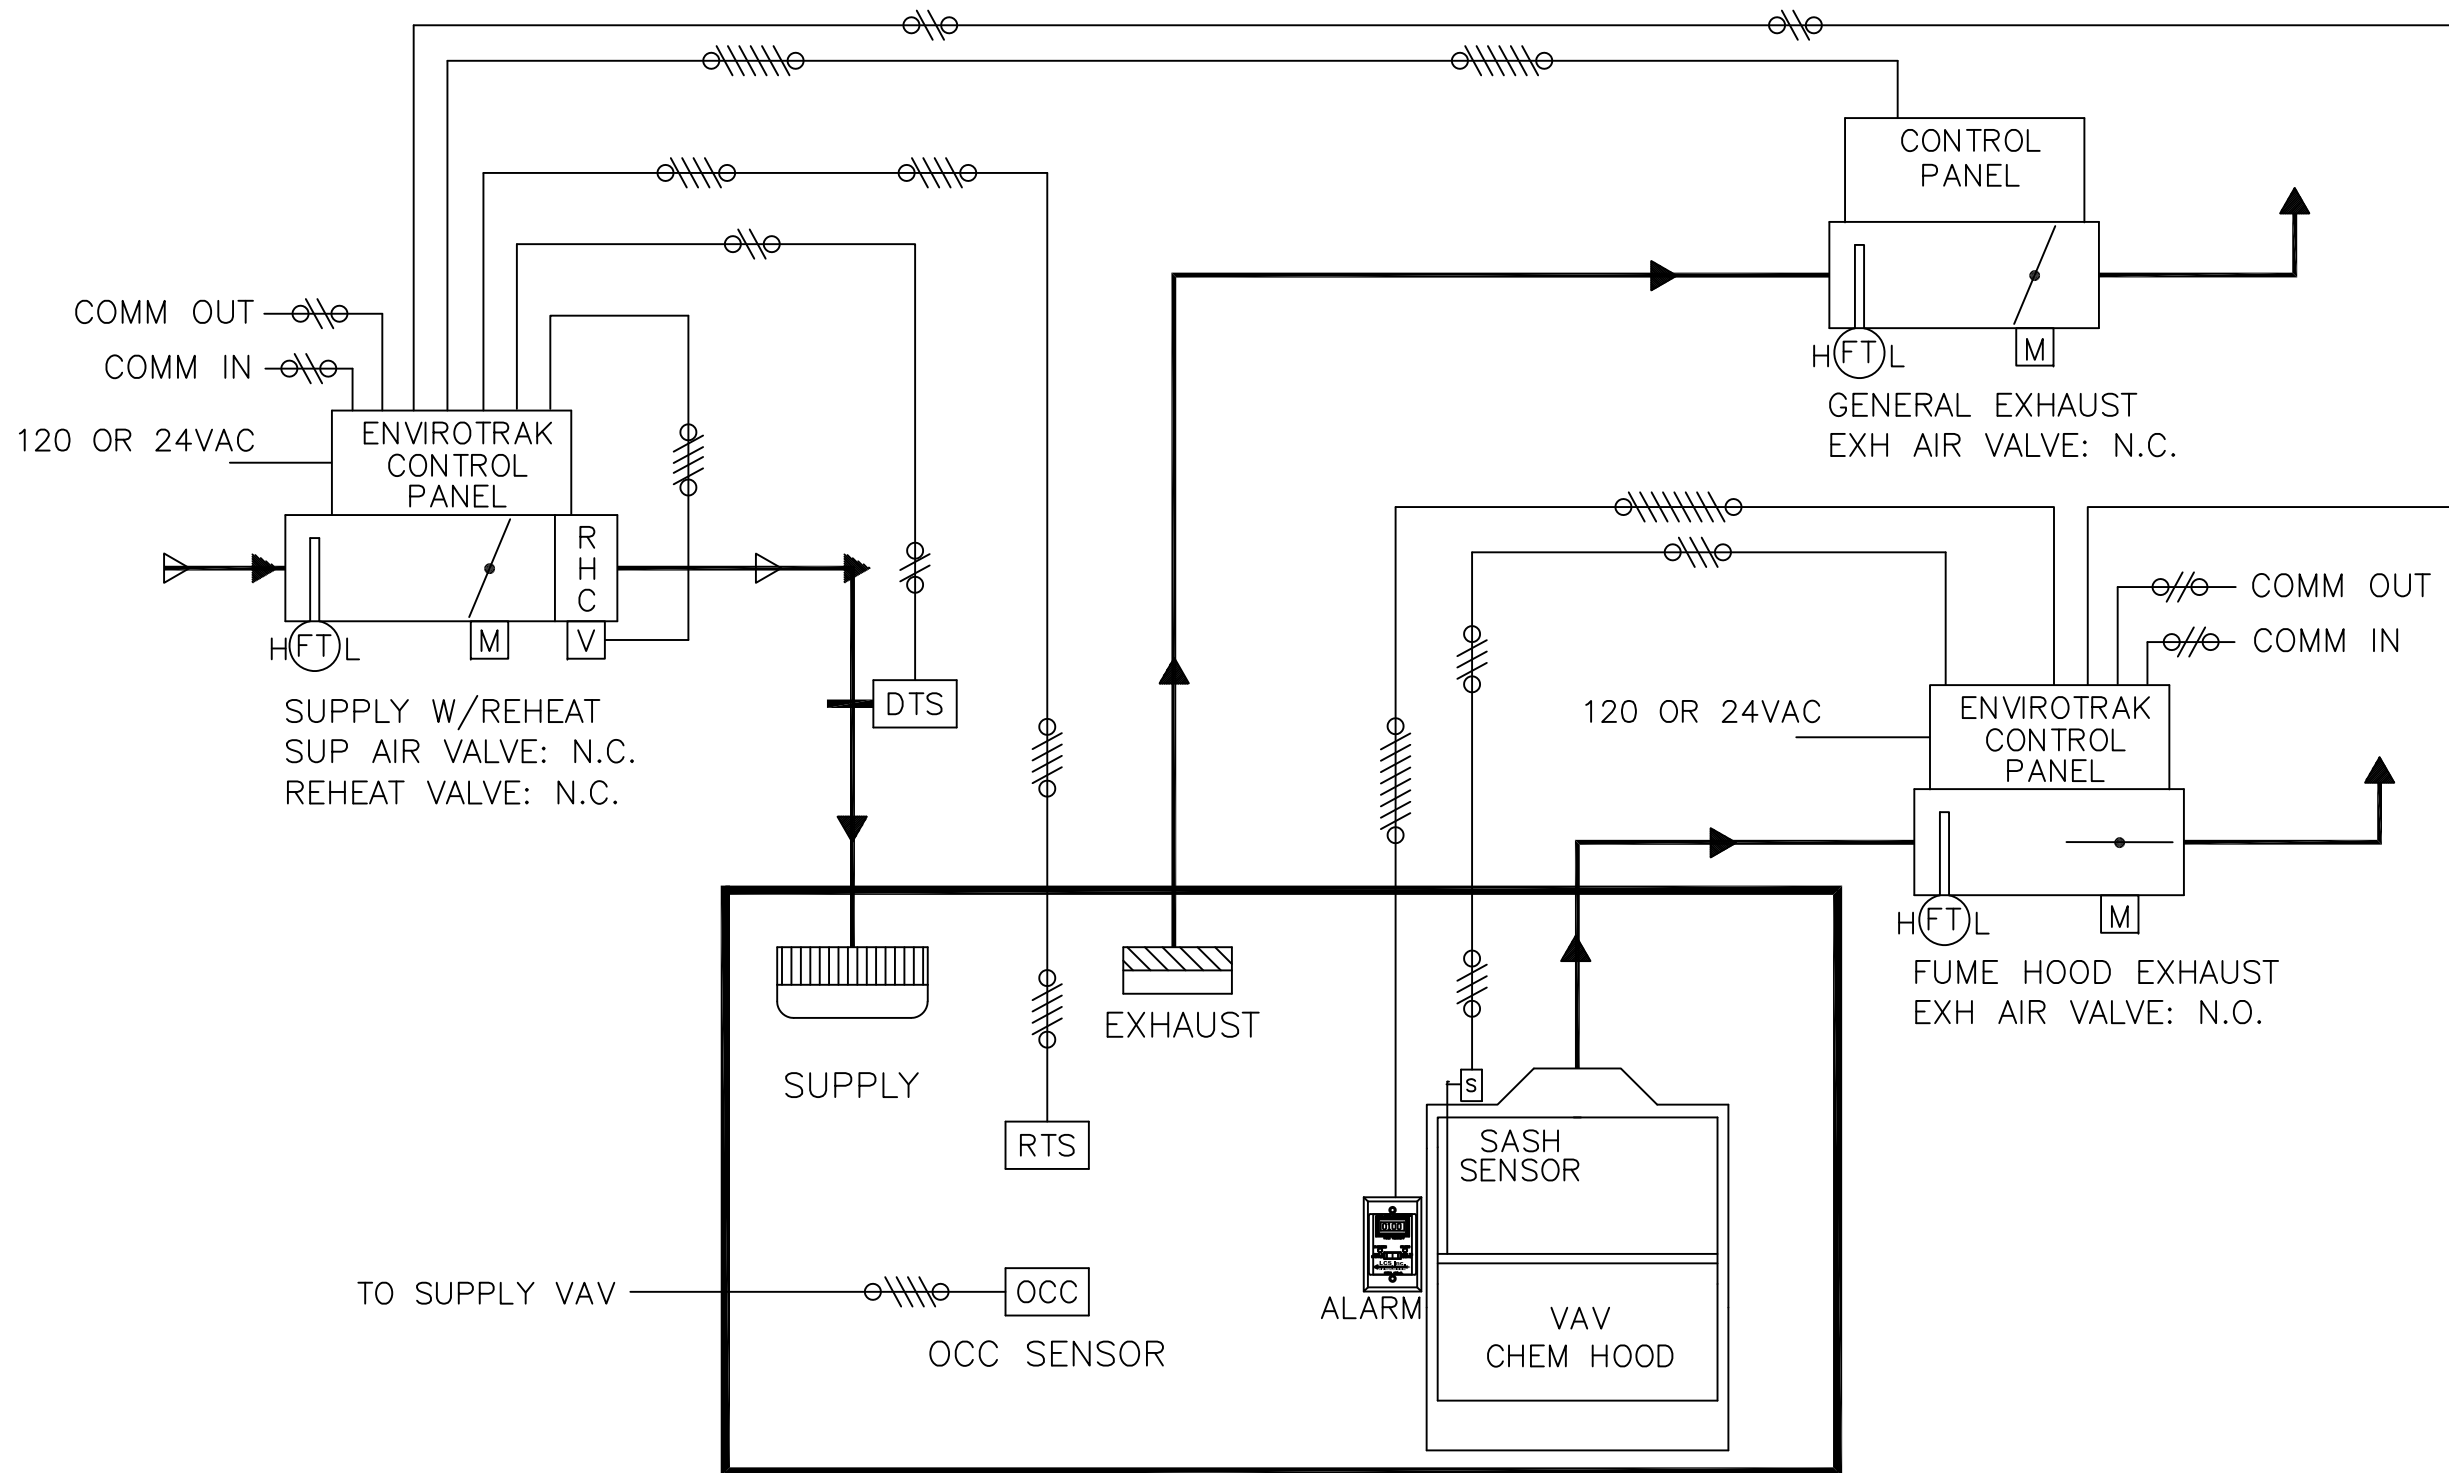 CONTROL
PANEL
H FT L
M
GENERAL EXHAUST
EXH AIR VALVE: N.C.
COMM OUT
COMM IN
120 OR 24VAC
ENVIROTRAK
CONTROL
PANEL
R
H
C
H FT L
M
V
SUPPLY W/REHEAT
SUP AIR VALVE: N.C.
REHEAT VALVE: N.C.
DTS
COMM OUT
COMM IN
120 OR 24VAC
ENVIROTRAK
CONTROL
PANEL
H FT L
M
FUME HOOD EXHAUST
EXH AIR VALVE: N.O.
SUPPLY
EXHAUST
RTS
S
SASH
SENSOR
0100
ALARM
VAV
CHEM HOOD
TO SUPPLY VAV
OCC
OCC SENSOR